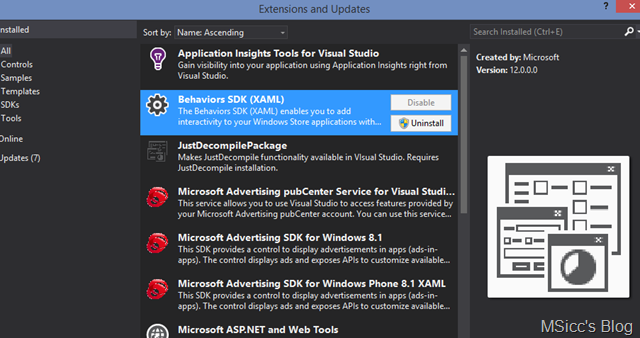 Extensions and Updates
nstalled
Sort by: Name: Ascending
Search Installed (Ctrl+E)
All
Controls
Samples
Templates
SDKs
Tools
Online
Updates (7)
Application Insights Tools for Visual Studio
Gain visibility into your application using Application Insights right from
Visual Studio.
Behaviors SDK (XAML)
The Behaviors SDK (XAML) enables you to add
interactivity to your Windows Store applications with...
Disable
Uninstall
JustDecompilePackage
Makes JustDecompile functionality available in VIsual Studio. Requires
JustDecompile installation.
Microsoft Advertising pubCenter Service for Visual Studi...
This service allows you to use Visual Studio to access features provided by
your Microsoft Advertising pubCenter account. You can use this service...
Microsoft Advertising SDK for Windows 8.1
This SDK provides a control to display advertisements in apps (ads-in-
apps). The control displays ads and exposes APIs to customize available...
Microsoft Advertising SDK for Windows Phone 8.1 XAML
This SDK provides a control to display advertisements in apps (ads-in-
apps). The control displays ads and exposes APIs to customize available...
Microsoft ASP.NET and Web Tools
Created by: Microsoft
Version: 12.0.0.0
MSicc's Blog